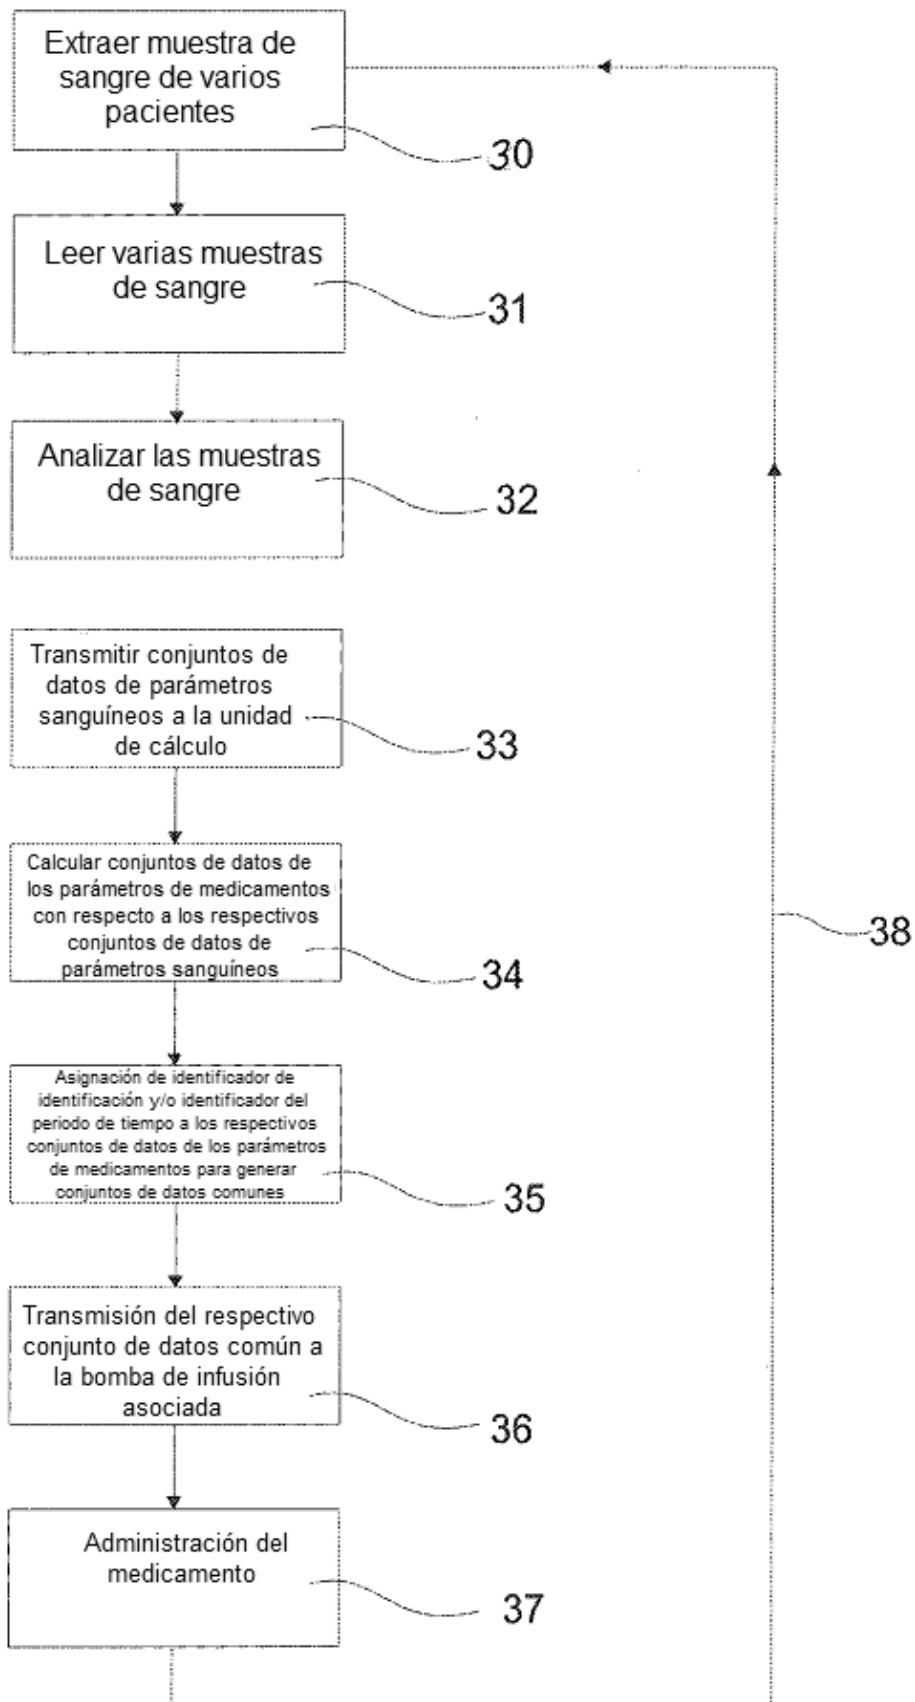 Extraer muestra de
sangre de varios
pacientes
30
Leer varias muestras
de sangre
31
Analizar las muestras
de sangre
32
Transmitir conjuntos de
datos de parámetros
sanguíneos a la unidad
de cálculo
33
Calcular conjuntos de datos de
los parámetros de medicamentos
con respecto a los respectivos
conjuntos de datos de
parámetros sanguíneos
34
38
Asignación de identificador de
identificación y/o identificador del
periodo de tiempo a los respectivos
conjuntos de datos de los parámetros
de medicamentos para generar
conjuntos de datos comunes
35
Transmisión del respectivo
conjunto de datos común a
la bomba de infusión
asociada
36
Administración del
medicamento
37